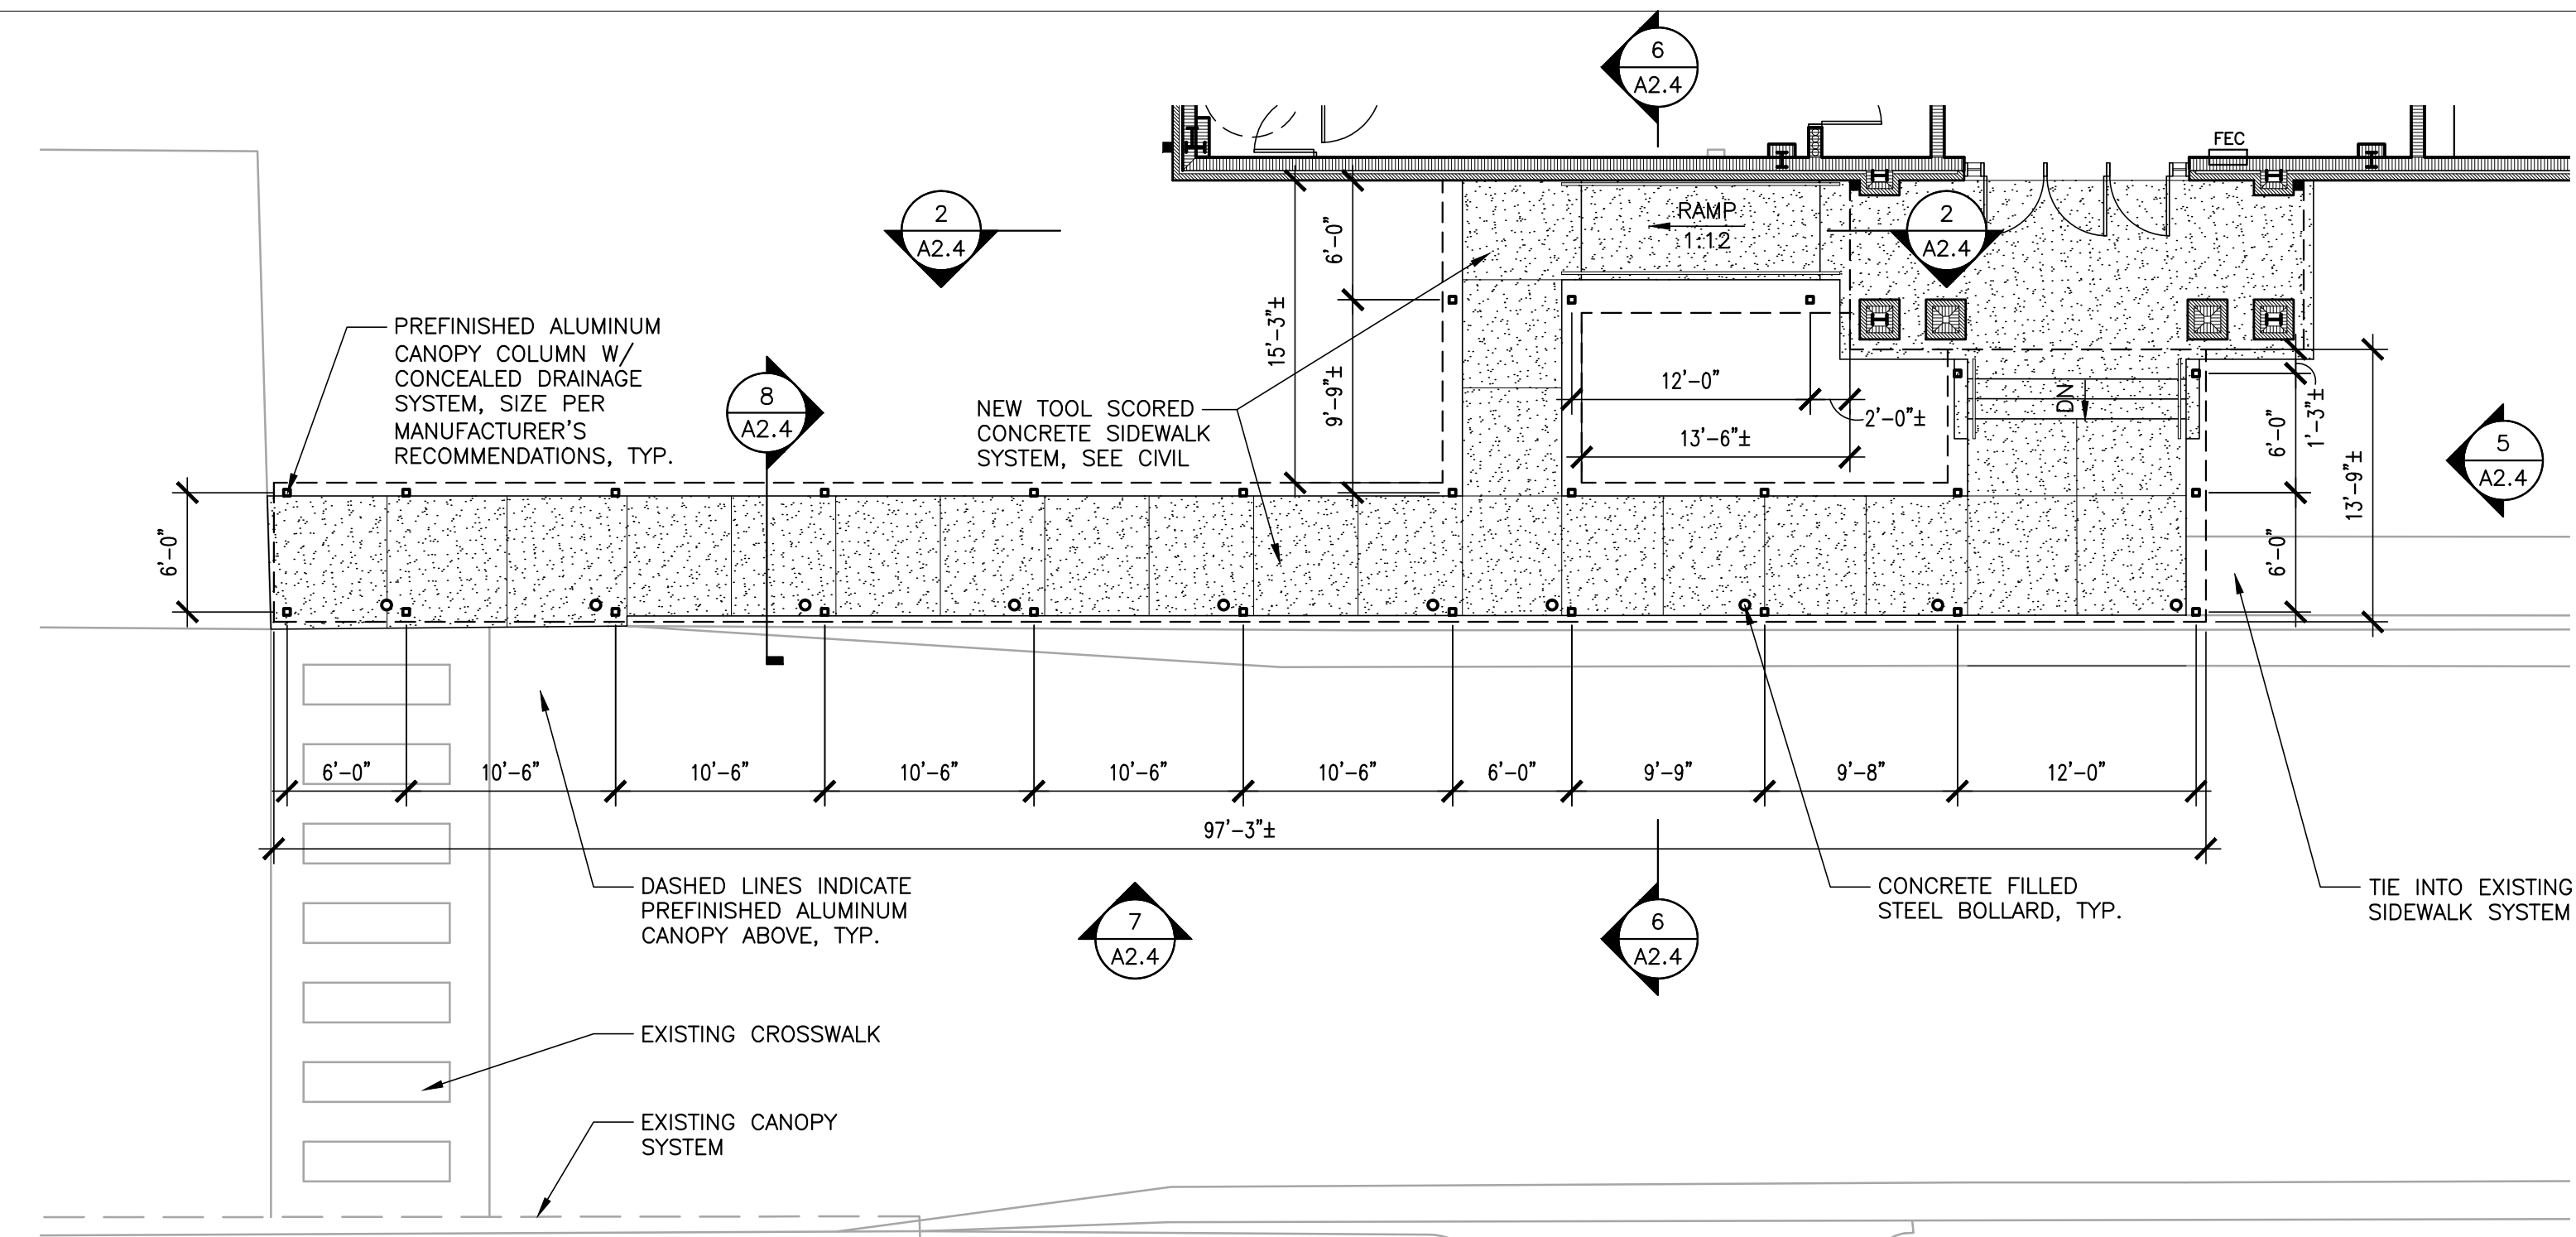 6
A2.4
FEC
2
A2.4
RAMP
1:12
2
A2.4
6'-0"
15'-3"±
9'-9"±
PREFINISHED ALUMINUM
CANOPY COLUMN W/
CONCEALED DRAINAGE
SYSTEM, SIZE PER
MANUFACTURER'S
RECOMMENDATIONS, TYP.
8
A2.4
NEW TOOL SCORED
CONCRETE SIDEWALK
SYSTEM, SEE CIVIL
12'-0"
2'-0"±
13'-6"±
DN
6'-0"
1'-3"±
13'-9"±
6'-0"
5
A2.4
6'-0"
6'-0"
10'-6"
10'-6"
10'-6"
10'-6"
10'-6"
6'-0"
9'-9"
9'-8"
12'-0"
97'-3"±
DASHED LINES INDICATE
PREFINISHED ALUMINUM
CANOPY ABOVE, TYP.
7
A2.4
6
A2.4
CONCRETE FILLED
STEEL BOLLARD, TYP.
TIE INTO EXISTING
SIDEWALK SYSTEM
EXISTING CROSSWALK
EXISTING CANOPY
SYSTEM